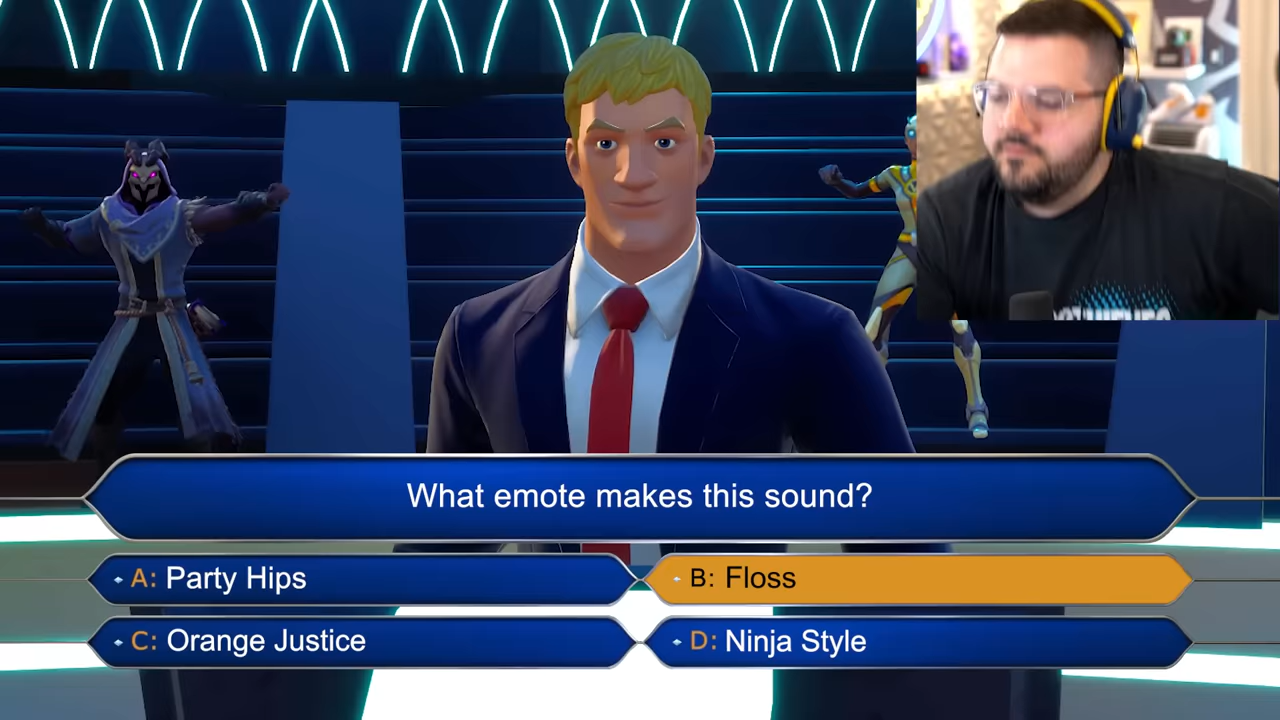 What emote makes this sound?
A: Party Hips
B: Floss
C: Orange Justice
D: Ninja Style